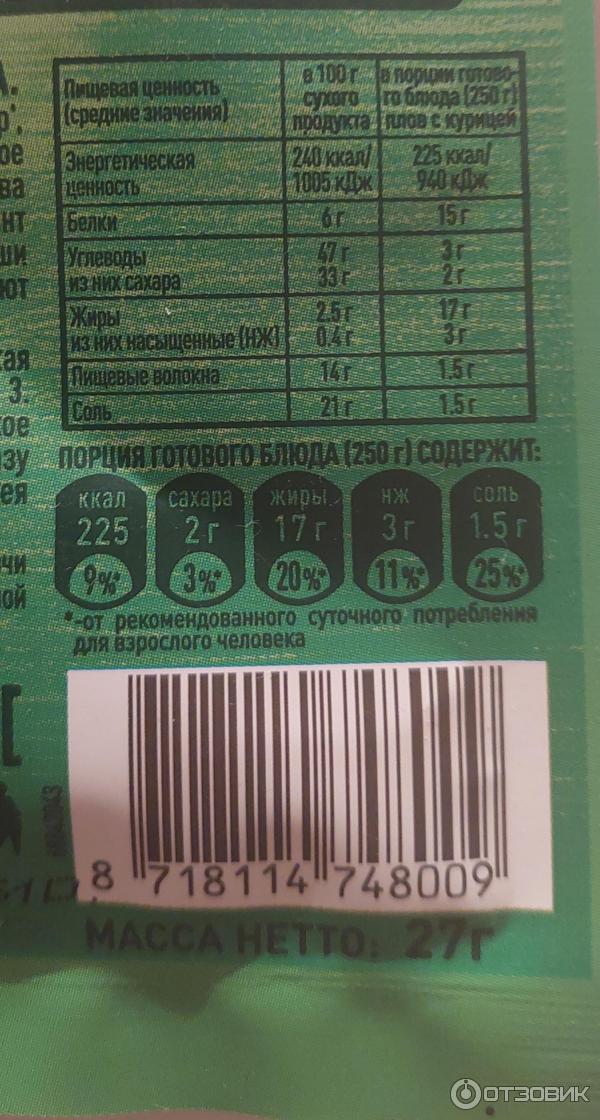 Пищевая ценность (средние значения) в 100 г сухого продукта в порции готового блюда (250 г) плов с курицей
Энергетическая ценность 240 ккал/ 1005 кДж 225 ккал/ 940 кДж
Белки 6 г 15 г
Углеводы 47 г 3 г
из них сахара 33 г 2 г
Жиры 2.5 г 17 г
из них насыщенные (НЖ) 0.4 г 3 г
Пищевые волокна 14 г 1.5 г
Соль 21 г 1.5 г
ПОРЦИЯ ГОТОВОГО БЛЮДА (250 г) СОДЕРЖИТ:
ккал сахара жиры нж соль
225 2 г 17 г 3 г 1.5 г
9%* 3%* 20%* 11%* 25%*
*-от рекомендованного суточного потребления
для взрослого человека
8 718114 748009
МАССА НЕТТО: 27г
ОТЗОВИК